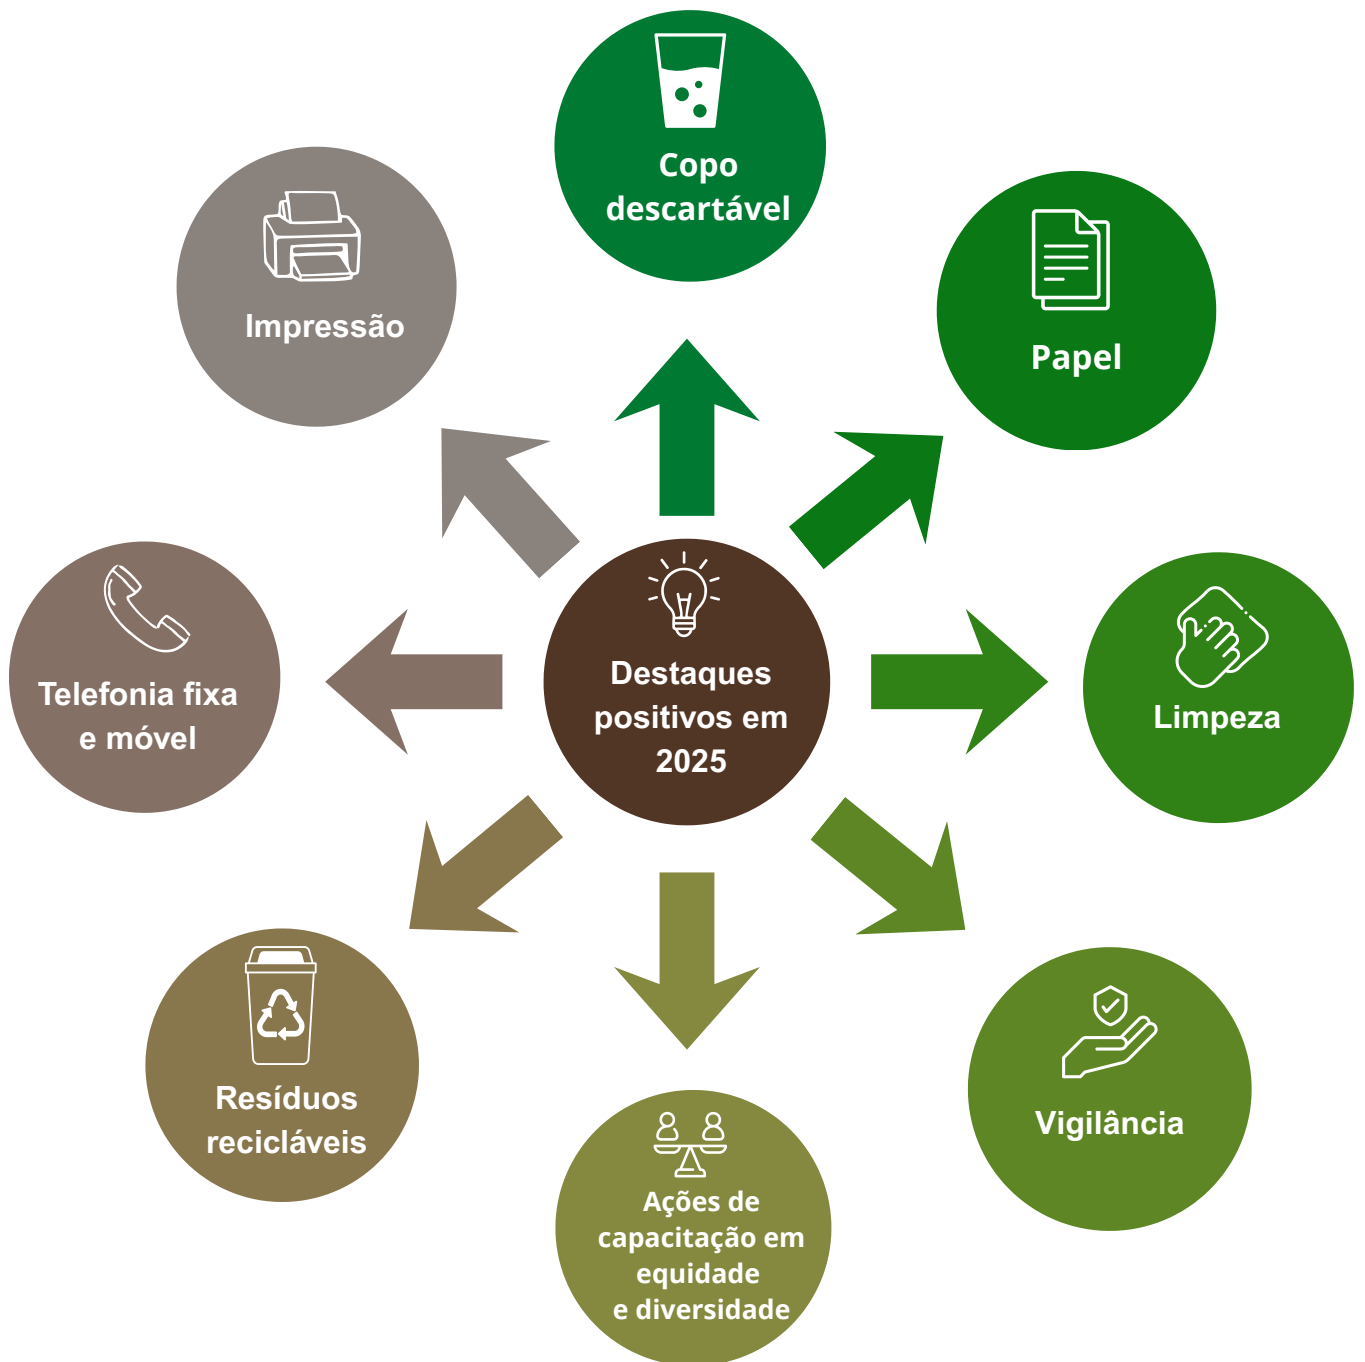 Copo
descartável
Papel
Limpeza
Vigilância
Ações de
capacitação em
equidade
e diversidade
Resíduos
recicláveis
Telefonia fixa
e móvel
Impressão
Destaques
positivos em
2025